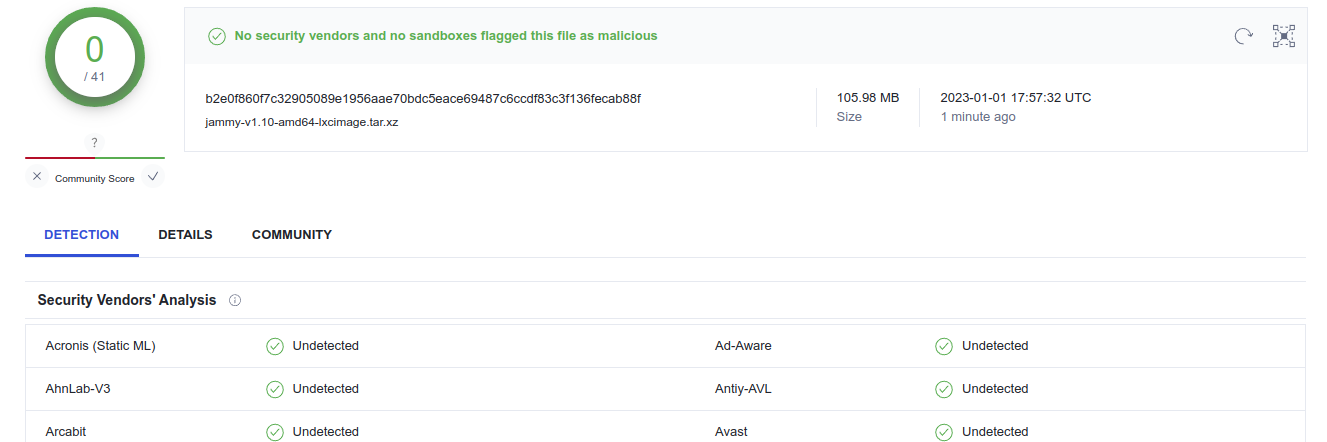 0
/ 41
?
Community Score
No security vendors and no sandboxes flagged this file as malicious
b2e0f860f7c32905089e1956aae70bdc5eace69487c6ccdf83c3f136fecab88f
jammy-v1.10-amd64-lxcimage.tar.xz
105.98 MB
Size
2023-01-01 17:57:32 UTC
1 minute ago
DETECTION DETAILS COMMUNITY
Security Vendors' Analysis
Acronis (Static ML) Undetected Ad-Aware Undetected
AhnLab-V3 Undetected Antiy-AVL Undetected
Arcabit Undetected Avast Undetected